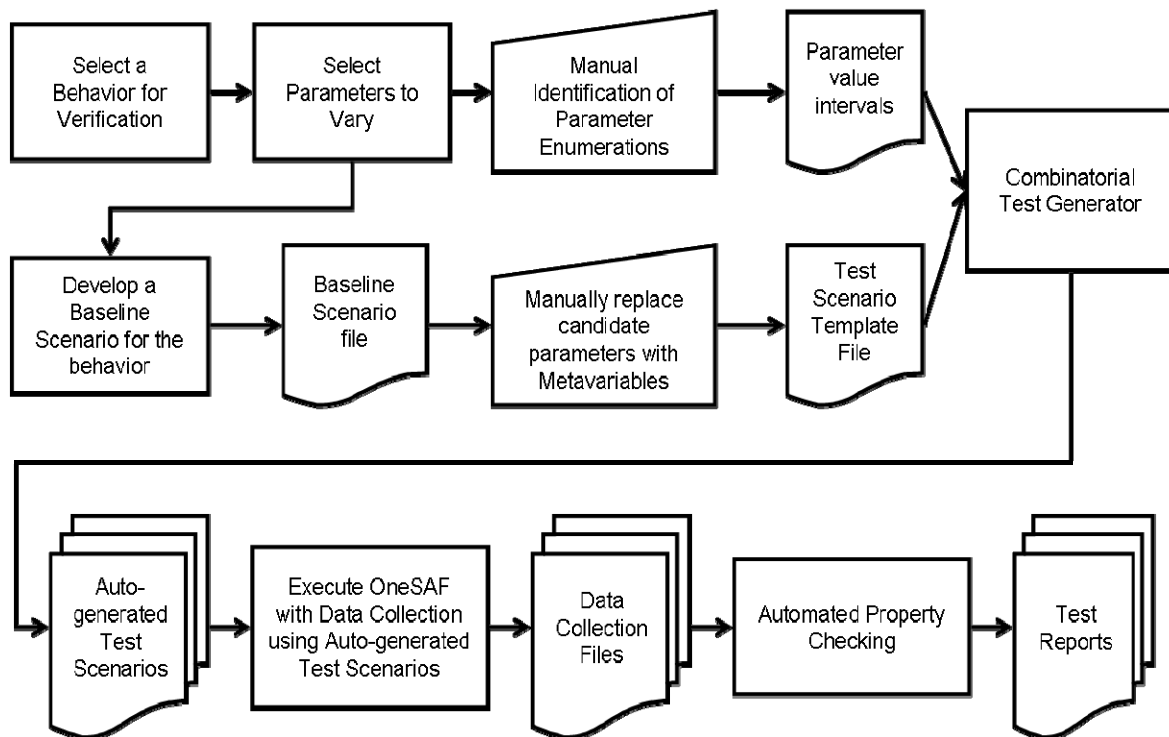 Select a
Behavior for
Verification
Select
Parameters to
Vary
Manual
Identification of
Parameter
Enumerations
Parameter
value
intervals
Combinatorial
Test Generator
Develop a
Baseline
Scenario for the
behavior
Baseline
Scenario
file
Manually replace
candidate
parameters with
Metavariables
Test
Scenario
Template
File
Auto-
generated
Test
Scenarios
Execute OneSAF
with Data Collection
using Auto-generated
Test Scenarios
Data
Collection
Files
Automated Property
Checking
Test
Reports